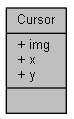 Cursor
+ img
+ x
+ y